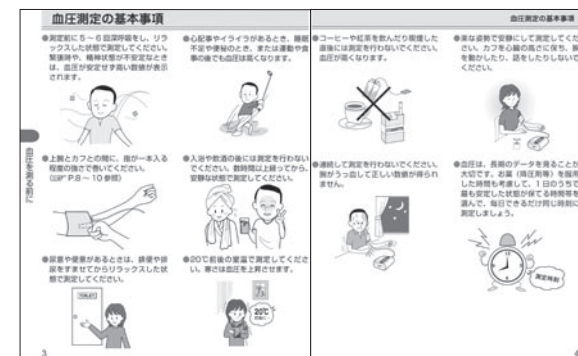 血圧測定の基本事項
●測定前に5～6回深呼吸をし、リラ
ックスした状態で測定してください。
緊張時や、精神状態が不安定なとき
は、血圧が安定せず高い数値が表示
されます。
●心配事やイライラがあるとき、睡眠
不足や便秘のとき、または運動や食
事の後でも血圧は高くなります。
●上腕とカフとの間に、指が一本入る
程度の強さで巻いてください。
(P.8～10参照)
●入浴や飲酒の後には測定を行わない
でください。数時間以上経ってから、
安静な状態で測定してください。
●尿意や便意があるときは、排便や排
尿をすませてからリラックスした状
態で測定してください。
●20℃前後の室温で測定してくださ
い。寒さは血圧を上昇させます。
TOILET
20℃
血圧を測る前に
3
血圧測定の基本事項
●コーヒーや紅茶を飲んだり喫煙した
直後には測定を行わないでください。
血圧が高くなります。
●楽な姿勢で安静にして測定してくだ
さい。カフを心臓の高さに保ち、腕
を動かしたり、話をしたりしないで
ください。
●連続して測定を行わないでください。
腕がうっ血して正しい数値が得られ
ません。
●血圧は、長期のデータを見ることが
大切です。お薬(降圧剤等)を服用
した時間も考慮して、1日のうちで
最も安定した状態が保てる時間帯を
選んで、毎日できるだけ同じ時刻に
測定しましょう。
測定時刻
4